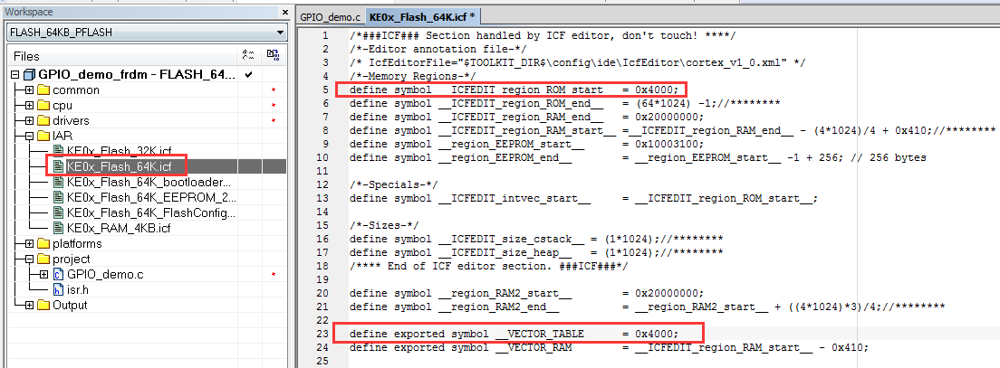 Workspace
FLASH_64KB_PFLASH
Files
GPIO_demo_frdm - FLASH_64...
common
cpu
drivers
IAR
KE0x_Flash_32K.icf
KE0x_Flash_64K.icf
KE0x_Flash_64K_bootloader...
KE0x_Flash_64K_EEPROM_2...
KE0x_Flash_64K_FlashConfig...
KE0x_RAM_4KB.icf
platforms
project
GPIO_demo.c
isr.h
Output
GPIO_demo.c KE0x_Flash_64K.icf *
1 /*###ICF### Section handled by ICF editor, don't touch! ****/
2 /*-Editor annotation file-*/
3 /* IcfEditorFile="$TOOLKIT_DIR$\config\ide\IcfEditor\cortex_v1_0.xml" */
4 /*-Memory Regions-*/
5 define symbol __ICFEDIT_region_ROM_start__ = 0x4000;
6 define symbol __ICFEDIT_region_ROM_end__ = (64*1024) -1;//********
7 define symbol __ICFEDIT_region_RAM_end__ = 0x20000000;
8 define symbol __ICFEDIT_region_RAM_start__ =__ICFEDIT_region_RAM_end__ - (4*1024)/4 + 0x410;//********
9 define symbol __region_EEPROM_start__ = 0x10003100;
10 define symbol __region_EEPROM_end__ = __region_EEPROM_start__ -1 + 256; // 256 bytes
11
12 /*-Specials-*/
13 define symbol __ICFEDIT_intvec_start__ = __ICFEDIT_region_ROM_start__;
14
15 /*-Sizes-*/
16 define symbol __ICFEDIT_size_cstack__ = (1*1024);//********
17 define symbol __ICFEDIT_size_heap__ = (1*1024);//********
18 /**** End of ICF editor section. ###ICF###*/
19
20 define symbol __region_RAM2_start__ = 0x20000000;
21 define symbol __region_RAM2_end__ = __region_RAM2_start__ + ((4*1024)*3)/4;//********
22
23 define exported symbol __VECTOR_TABLE = 0x4000;
24 define exported symbol __VECTOR_RAM = __ICFEDIT_region_RAM_start__ - 0x410;
25